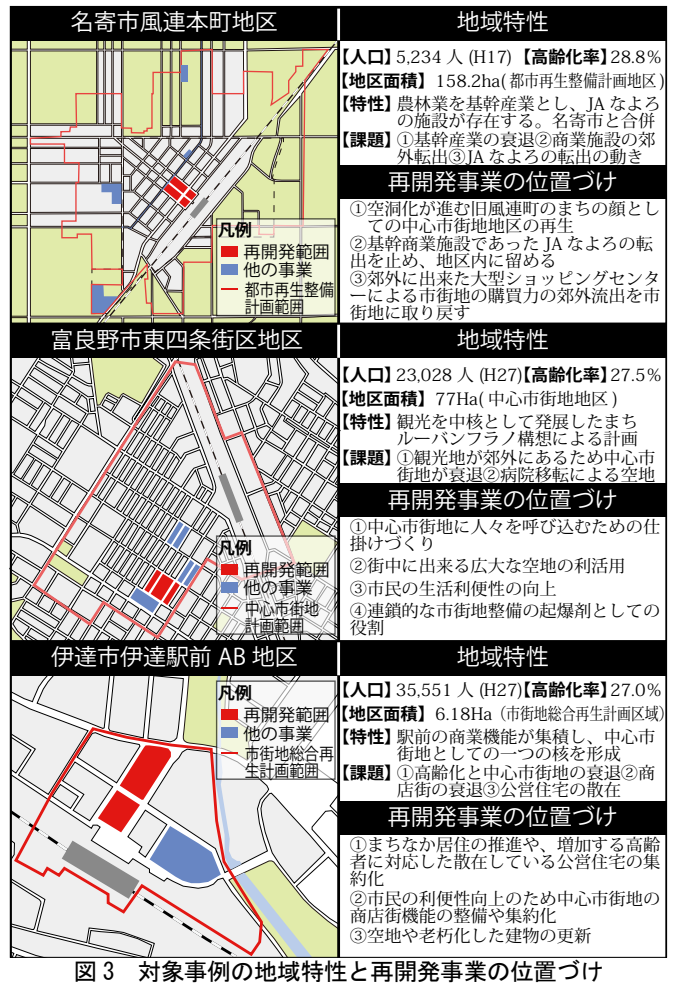 名寄市風連本町地区
地域特性
【人口】5,234 人 (H17) 【高齢化率】28.8%
【地区面積】 158.2ha( 都市再生整備計画地区 )
【特性】農林業を基幹産業とし、JA なよろ
の施設が存在する。名寄市と合併
【課題】①基幹産業の衰退②商業施設の郊
外転出③JA なよろの転出の動き
再開発事業の位置づけ
①空洞化が進む旧風連町のまちの顔とし
ての中心市街地地区の再生
②基幹商業施設であった JA なよろの転
出を止め、地区内に留める
③郊外に出来た大型ショッピングセンタ
ーによる市街地の購買力の郊外流出を市
街地に取り戻す
凡例
再開発範囲
他の事業
都市再生整備
計画範囲
富良野市東四条街区地区
地域特性
【人口】23,028 人 (H27)【高齢化率】27.5%
【地区面積】 77Ha( 中心市街地地区 )
【特性】観光を中核として発展したまち
ルーバンフラノ構想による計画
【課題】①観光地が郊外にあるため中心市
街地が衰退②病院移転による空地
再開発事業の位置づけ
①中心市街地に人々を呼び込むための仕
掛けづくり
②街中に出来る広大な空地の利活用
③市民の生活利便性の向上
④連鎖的な市街地整備の起爆剤としての
役割
凡例
再開発範囲
他の事業
中心市街地
計画範囲
伊達市伊達駅前 AB 地区
地域特性
【人口】35,551 人 (H27)【高齢化率】27.0%
【地区面積】 6.18Ha（市街地総合再生計画区域）
【特性】駅前の商業機能が集積し、中心市
街地としての一つの核を形成
【課題】①高齢化と中心市街地の衰退②商
店街の衰退③公営住宅の散在
再開発事業の位置づけ
①まちなか居住の推進や、増加する高齢
者に対応した散在している公営住宅の集
約化
②市民の利便性向上のため中心市街地の
商店街機能の整備や集約化
③空地や老朽化した建物の更新
凡例
再開発範囲
他の事業
市街地総合再
生計画範囲
図 3　対象事例の地域特性と再開発事業の位置づけ